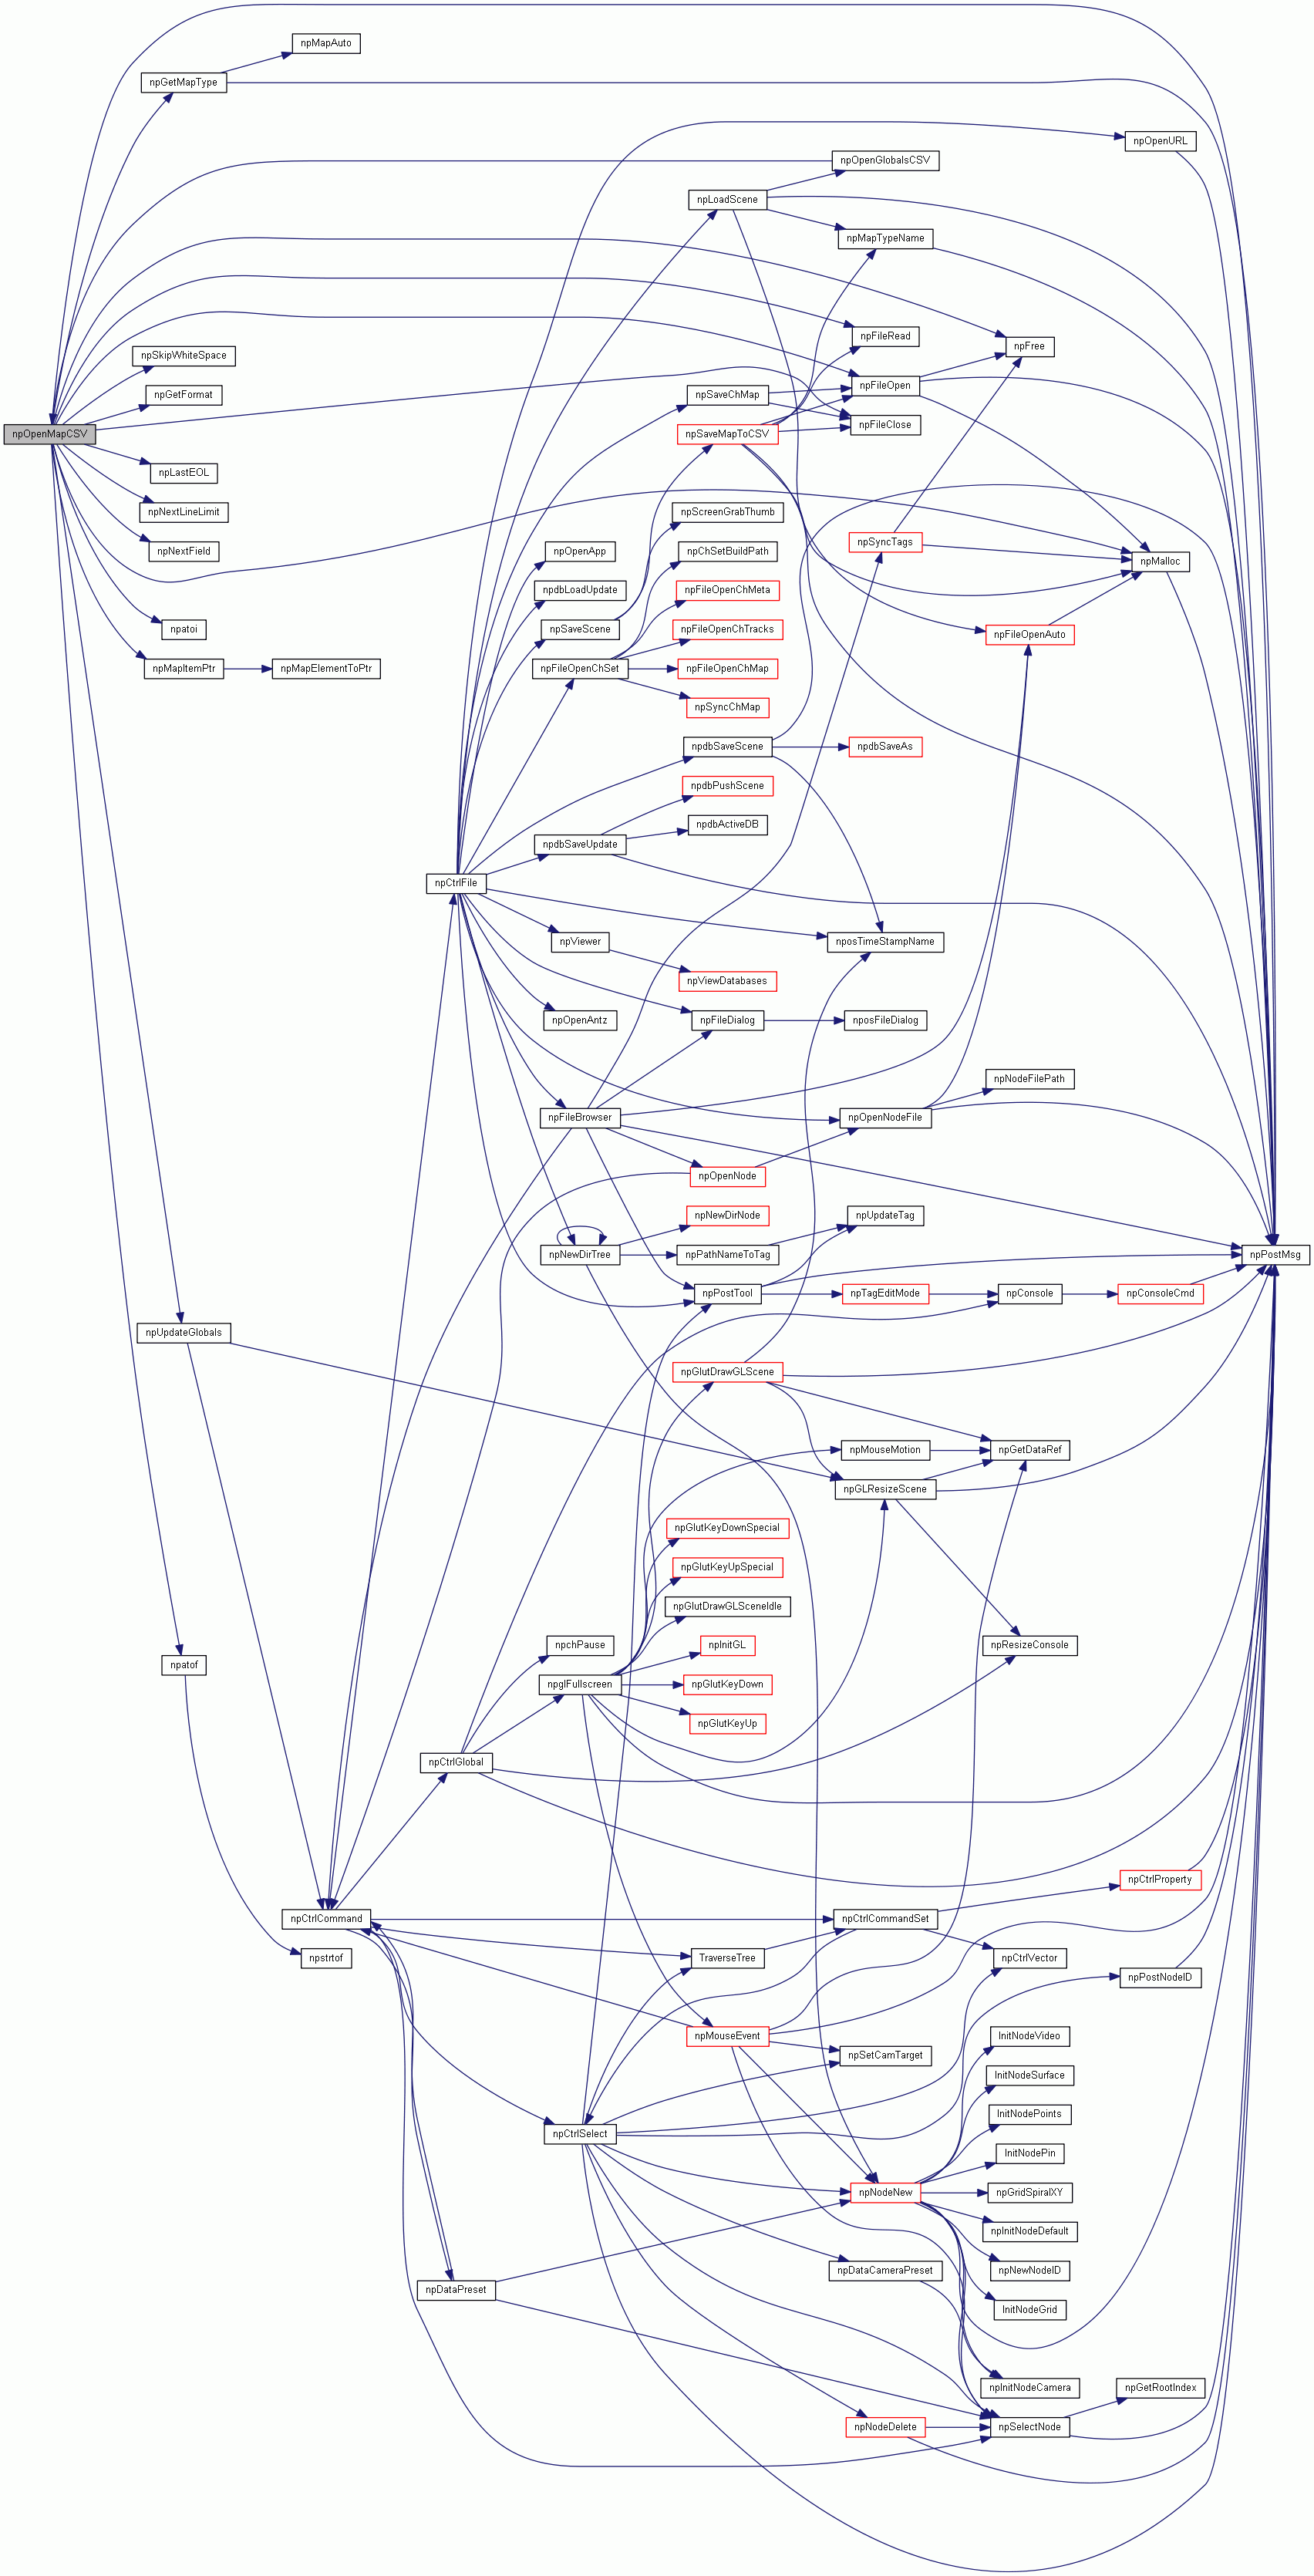 npMapAuto
npGetMapType
npOpenURL
npOpenGlobalsCSV
npLoadScene
npMapTypeName
npFileRead
npFree
npSkipWhiteSpace
npFileOpen
npGetFormat
npSaveChMap
npFileClose
npOpenMapCSV
npSaveMapToCSV
npLastEOL
npNextLineLimit
npScreenGrabThumb
npSyncTags
npNextField
npOpenApp
npChSetBuildPath
npMalloc
npdbLoadUpdate
npFileOpenChMeta
npatoi
npSaveScene
npFileOpenChTracks
npFileOpenAuto
npMapItemPtr
npMapElementToPtr
npFileOpenChSet
npFileOpenChMap
npSyncChMap
npdbSaveScene
npdbSaveAs
npdbPushScene
npdbActiveDB
npdbSaveUpdate
npCtrlFile
npViewer
nposTimeStampName
npViewDatabases
npOpenAntz
npFileDialog
nposFileDialog
npNodeFilePath
npFileBrowser
npOpenNodeFile
npOpenNode
npNewDirNode
npUpdateTag
npNewDirTree
npPathNameToTag
npPostMsg
npPostTool
npTagEditMode
npConsole
npConsoleCmd
npUpdateGlobals
npGlutDrawGLScene
npMouseMotion
npGetDataRef
npGLResizeScene
npGlutKeyDownSpecial
npGlutKeyUpSpecial
npGlutDrawGLSceneIdle
npchPause
npInitGL
npResizeConsole
npatof
npglFullscreen
npGlutKeyDown
npGlutKeyUp
npCtrlGlobal
npCtrlProperty
npCtrlCommand
npCtrlCommandSet
npstrtof
TraverseTree
npCtrlVector
npPostNodeID
npMouseEvent
InitNodeVideo
npSetCamTarget
InitNodeSurface
InitNodePoints
npCtrlSelect
InitNodePin
npNodeNew
npGridSpiralXY
npInitNodeDefault
npDataCameraPreset
npNewNodeID
npDataPreset
InitNodeGrid
npInitNodeCamera
npGetRootIndex
npNodeDelete
npSelectNode